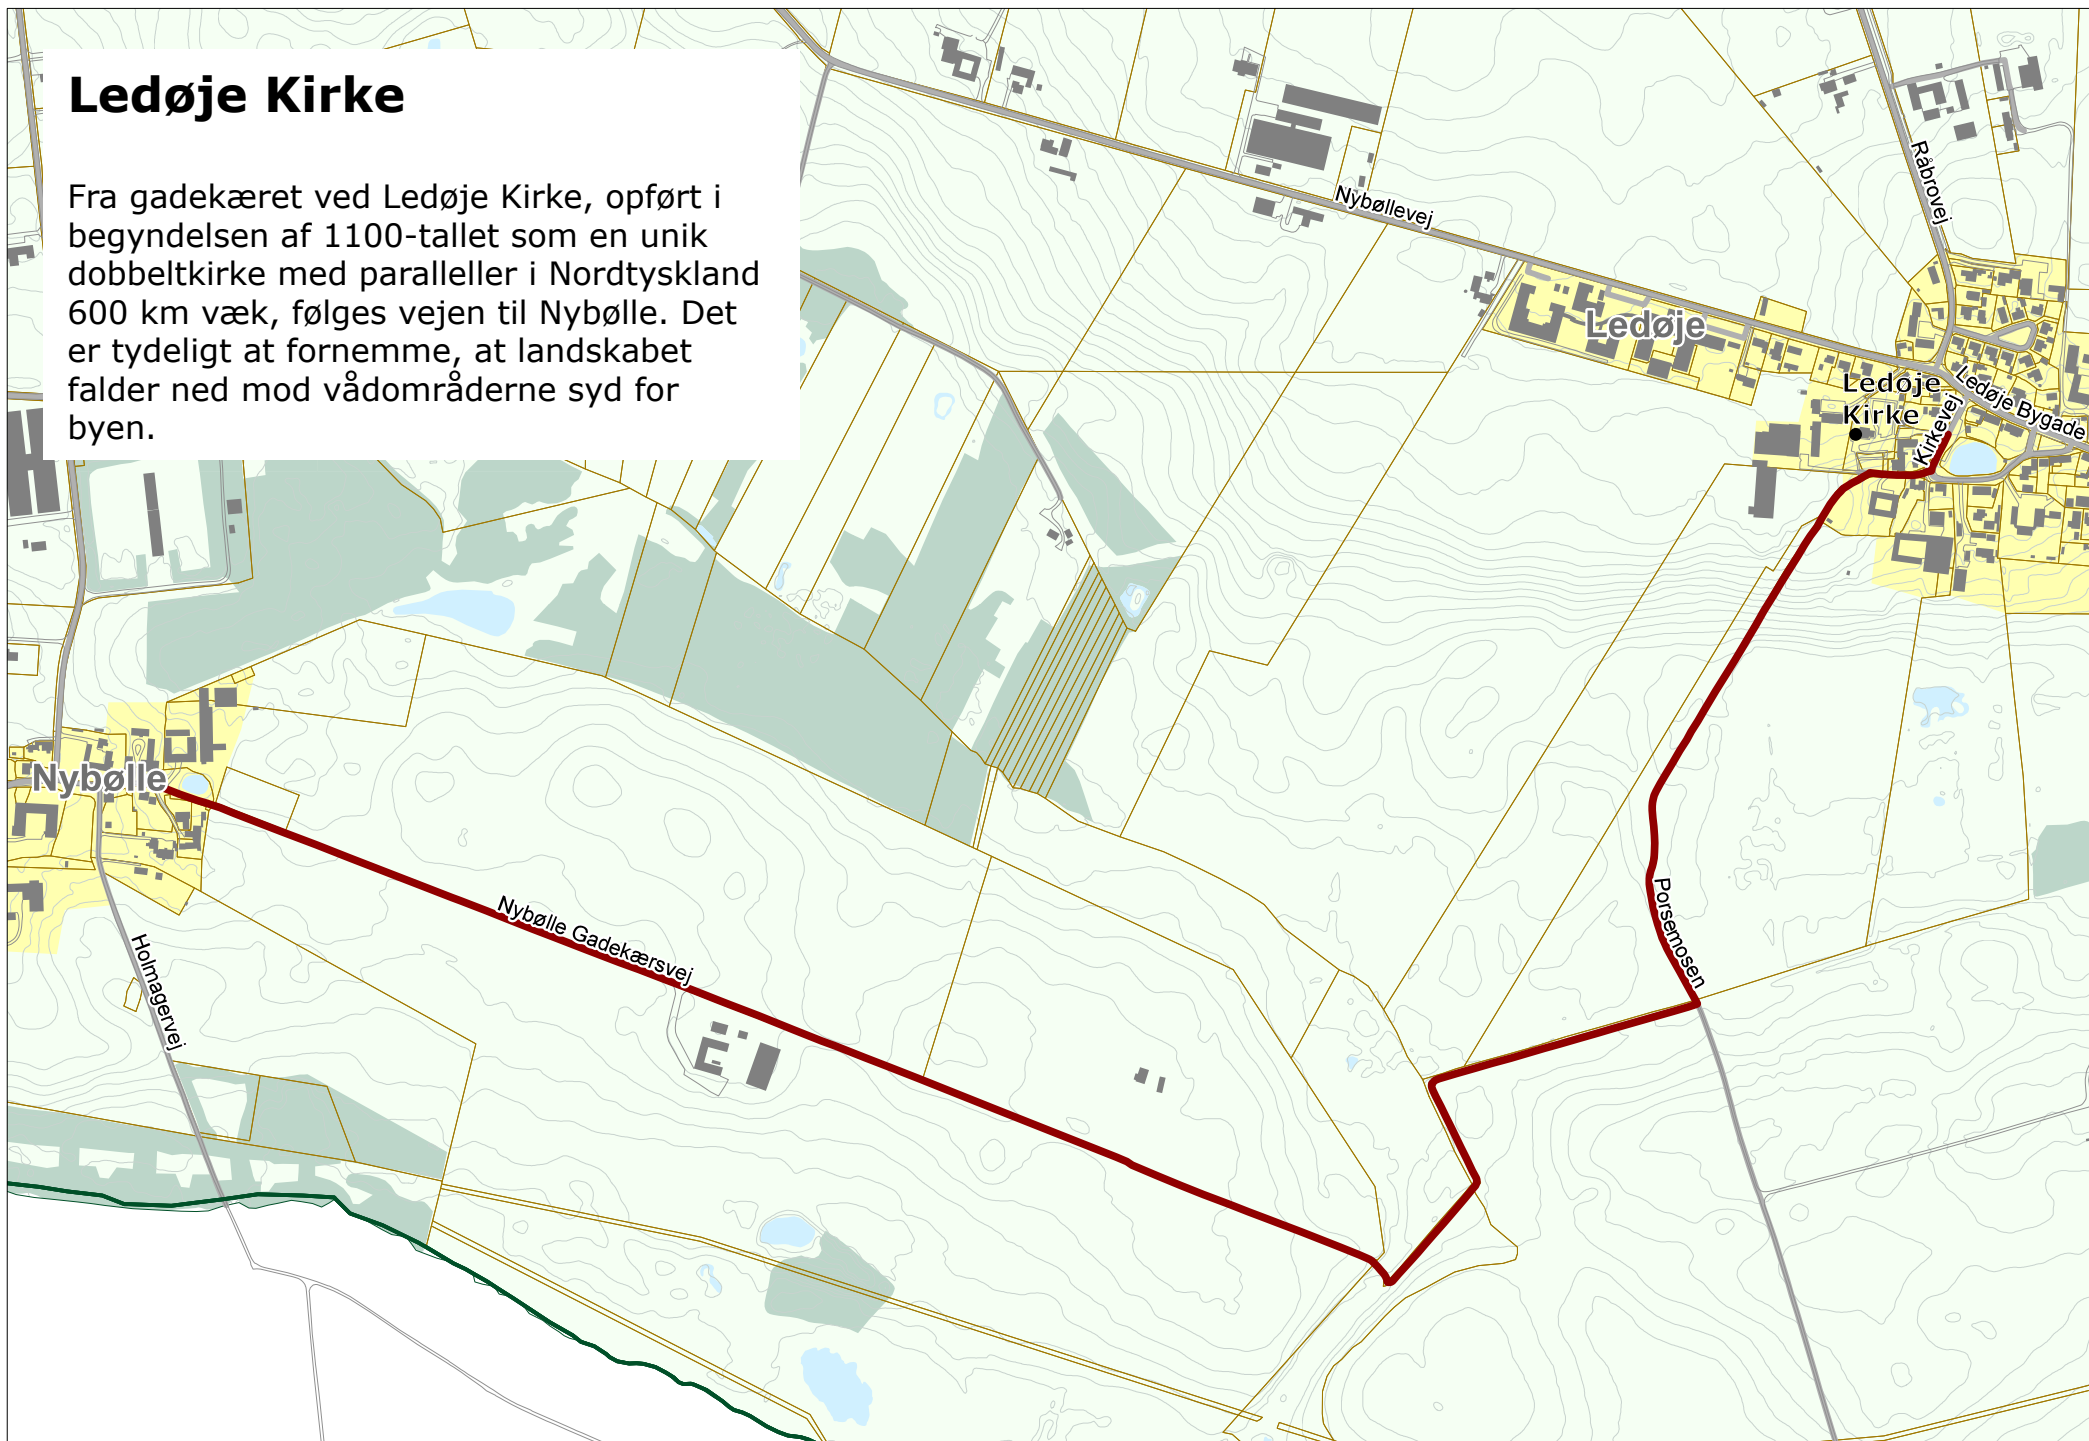 Ledøje Kirke
Fra gadekæret ved Ledøje Kirke, opført i
begyndelsen af 1100-tallet som en unik
dobbeltkirke med paralleller i Nordtyskland
600 km væk, følges vejen til Nybølle. Det
er tydeligt at fornemme, at landskabet
falder ned mod vådområderne syd for
byen.
Nybøllevej
Råbrovej
Ledøje
Ledøje
Kirke
Kirkevej
Ledøje Bygade
Nybølle
Nybølle Gadekærsvej
Holmagervej
Porsemosen